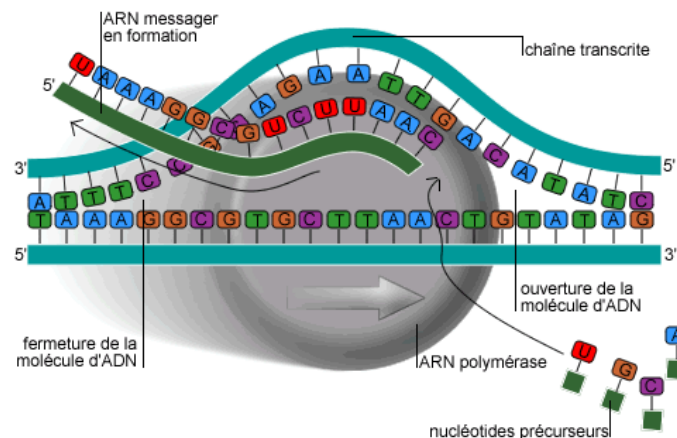 ARN messager
en formation
chaîne transcrite
5'
U A A A G G C G U C U U A A C
3'
5'
A T T T C C G A G A A T T G A C A T A T C
T A A A G G C G T G C T T A A C T G T A T A G
5'
3'
fermeture de la
molécule d'ADN
ouverture de la
molécule d'ADN
ARN polymérase
U G C A
nucléotides précurseurs